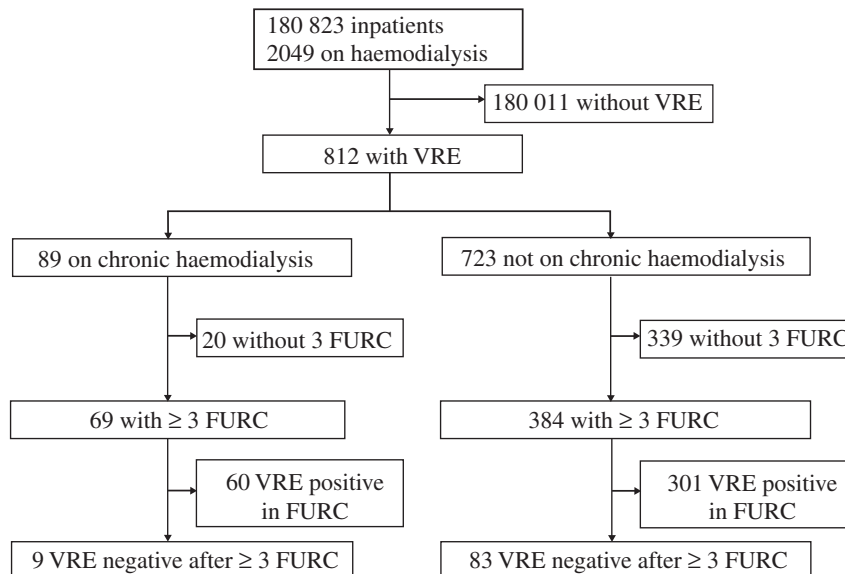 180 823 inpatients
2049 on haemodialysis
180 011 without VRE
812 with VRE
89 on chronic haemodialysis
723 not on chronic haemodialysis
20 without 3 FURC
339 without 3 FURC
69 with ≥ 3 FURC
384 with ≥ 3 FURC
60 VRE positive
in FURC
301 VRE positive
in FURC
9 VRE negative after ≥ 3 FURC
83 VRE negative after ≥ 3 FURC